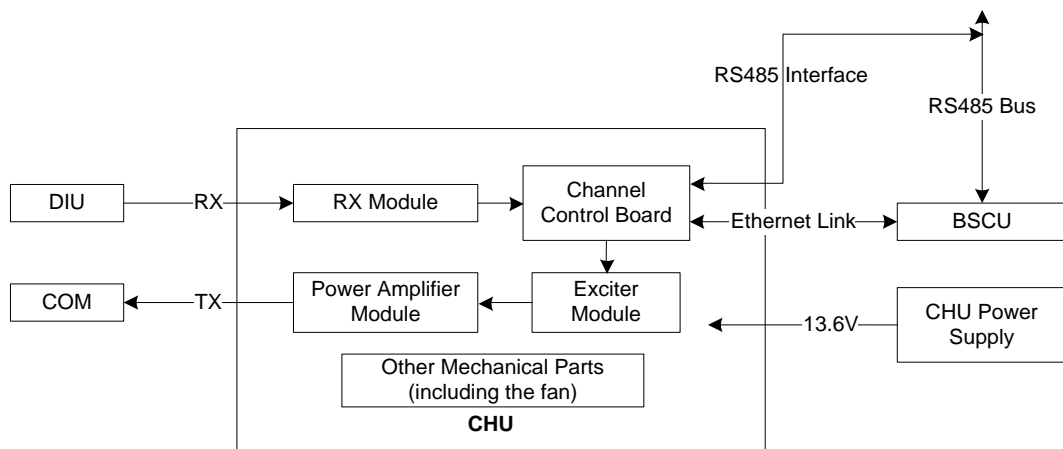 RS485 Interface
RS485 Bus
DIU
RX
RX Module
Channel
Control Board
Ethernet Link
BSCU
COM
TX
Power Amplifier
Module
Exciter
Module
13.6V
CHU Power
Supply
Other Mechanical Parts
(including the fan)
CHU